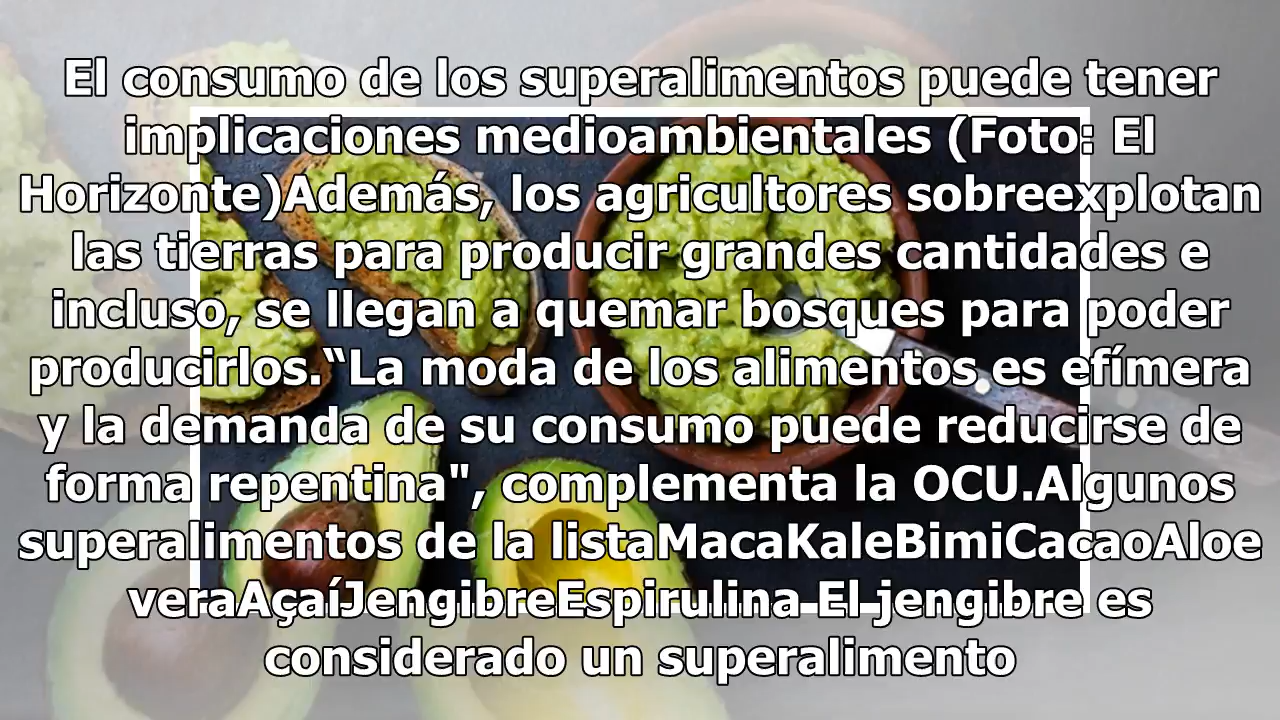 El consumo de los superalimentos puede tener
implicaciones medioambientales (Foto: El
Horizonte)Además, los agricultores sobreexplotan
las tierras para producir grandes cantidades e
incluso, se llegan a quemar bosques para poder
producirlos.“La moda de los alimentos es efímera
y la demanda de su consumo puede reducirse de
forma repentina", complementa la OCU.Algunos
superalimentos de la listaMacaKaleBimiCacaoAloe
veraAçaíJengibreEspirulina El jengibre es
considerado un superalimento